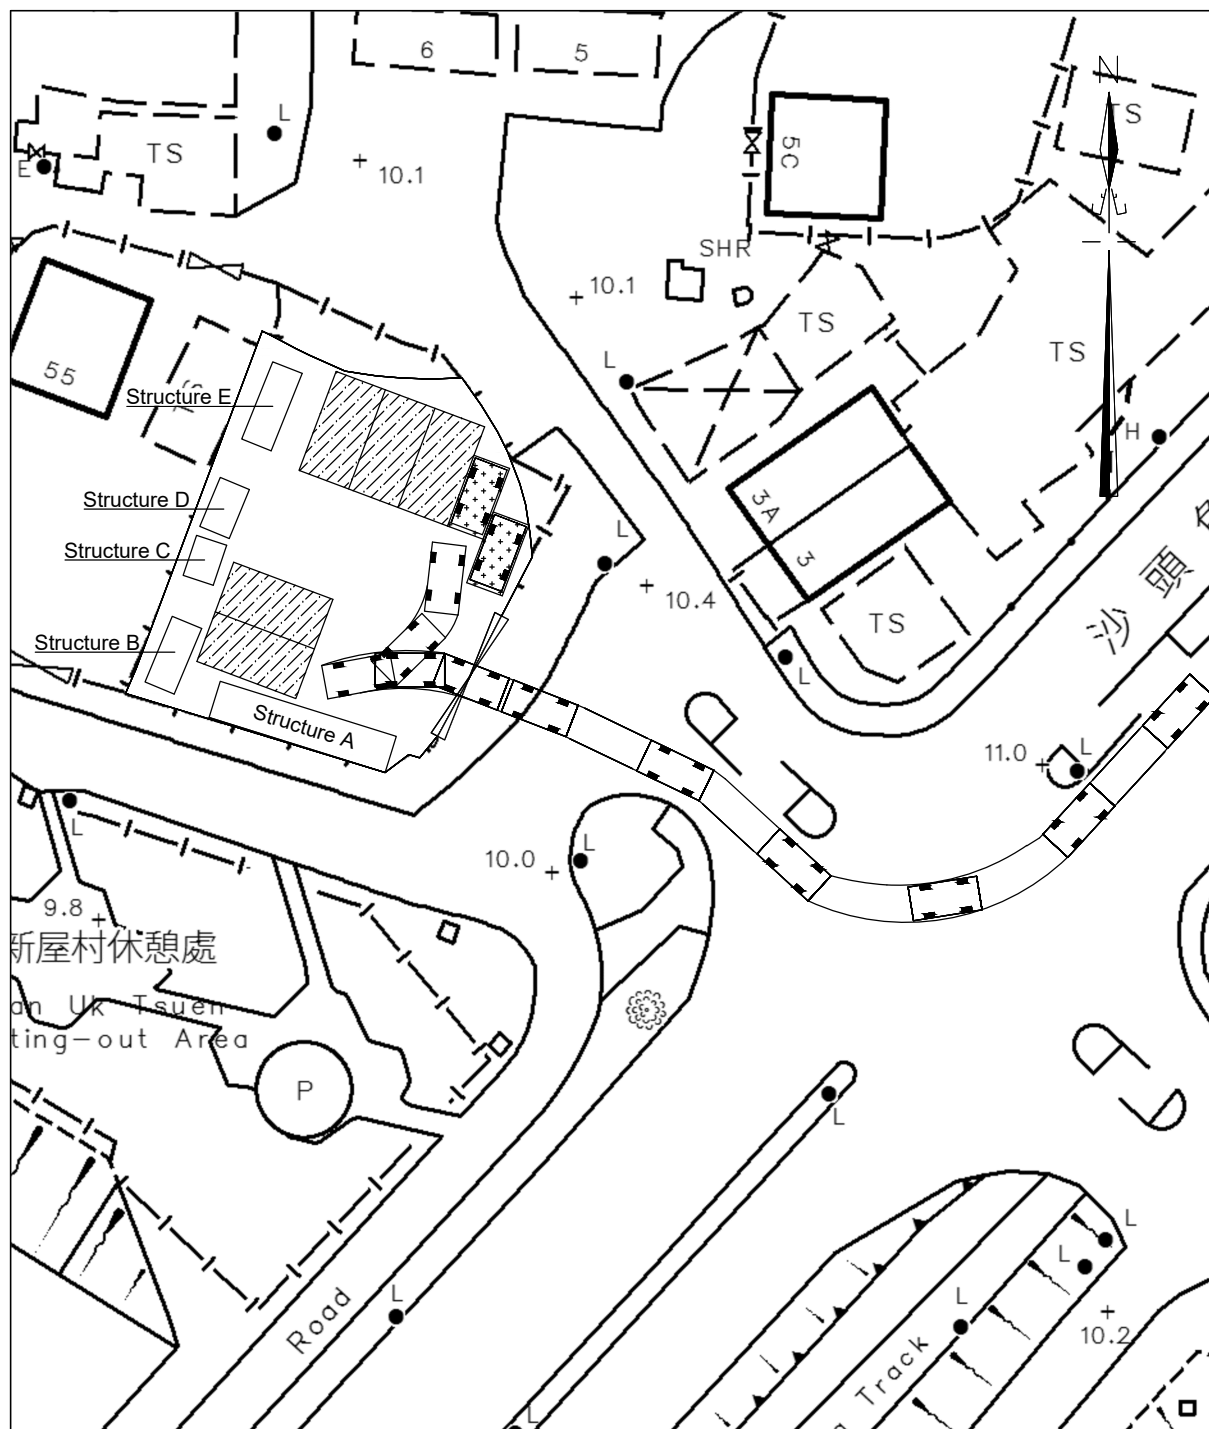 6
5
L
TS
E
10.1
5C
TS
N
SHR
10.1
TS
TS
L
55
TS
Structure E
H
3A
3
Structure D
L
Structure C
10.4
TS
沙 頭
Structure B
L
Structure A
11.0
L
L
10.0
L
9.8
新屋村休憩處
an Uk Tsuen
ting-out Area
P
L
L
L
L
L
10.2
Road
Track
L